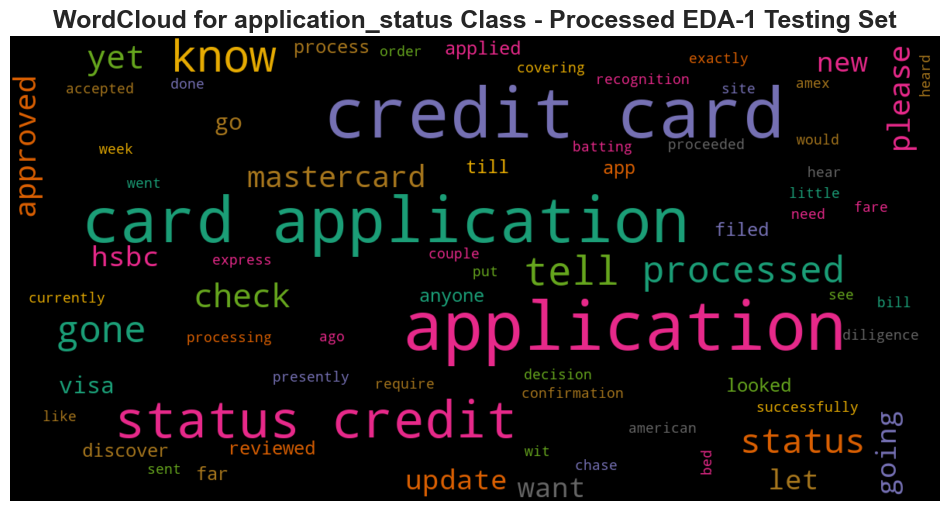 WordCloud for application_status Class - Processed EDA-1 Testing Set
yet
know
process
order
applied
covering
recognition
exactly
new
please
heard
accepted
done
site
amex
approved
go
credit card
week
batting
proceeded
would
went
mastercard
till
app
hear
little
need
fare
card application
filed
hsbc
express
couple
put
tell
processed
currently
check
anyone
see
bill
gone
processing
ago
application
diligence
visa
presently
require
decision
confirmation
looked
like
status credit
successfully
american
discover
reviewed
wit
status
going
sent
far
chase
bed
update
want
let